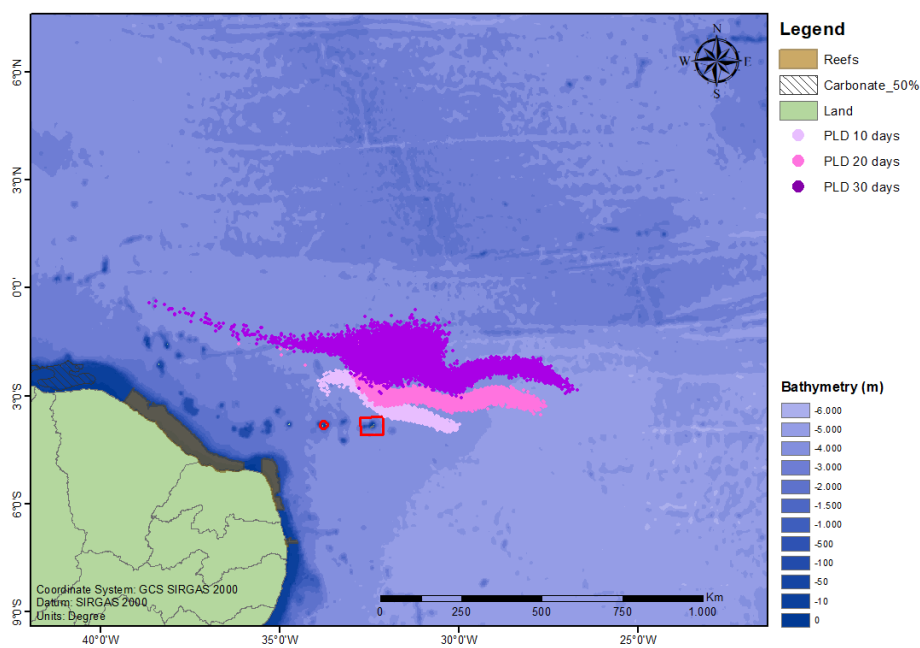 Legend
Reefs
Carbonate_50%
Land
PLD 10 days
PLD 20 days
PLD 30 days
N
W E
S
6°0'N
3°0'N
0°0'
3°0'S
6°0'S
9°0'S
Bathymetry (m)
-6.000
-5.000
-4.000
-3.000
-2.000
-1.500
-1.000
-500
-100
-50
-10
0
Coordinate System: GCS SIRGAS 2000
Datum: SIRGAS 2000
Units: Degree
Km
0 250 500 750 1.000
40°0'W 35°0'W 30°0'W 25°0'W